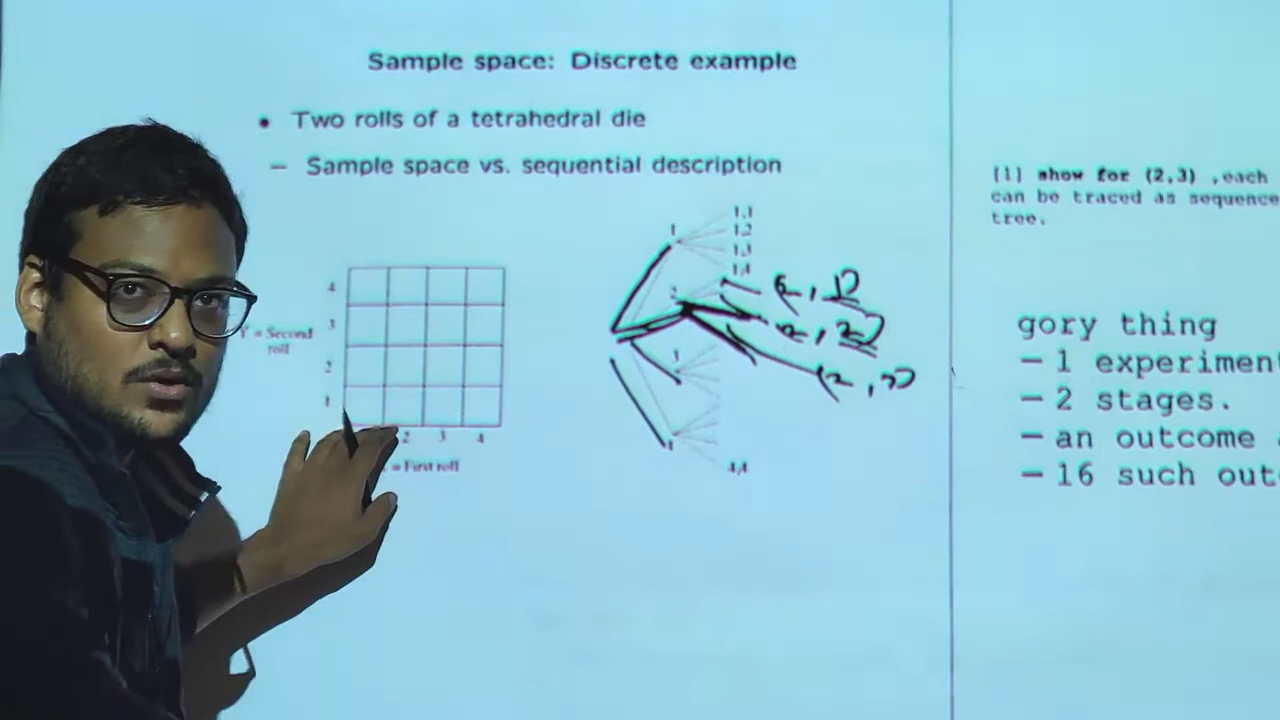 Sample space: Discrete example
• Two rolls of a tetrahedral die
– Sample space vs. sequential description
4
3
2
1
= Second
roll
2 3 4
= First roll
1
1,1
1,2
1,3
1,4
2
, 1)
, 2)
(2, 3)
4,4
[1] show for (2,3) ,each
can be traced as sequence
tree.
gory thing
– 1 experiment
– 2 stages.
– an outcome
– 16 such out